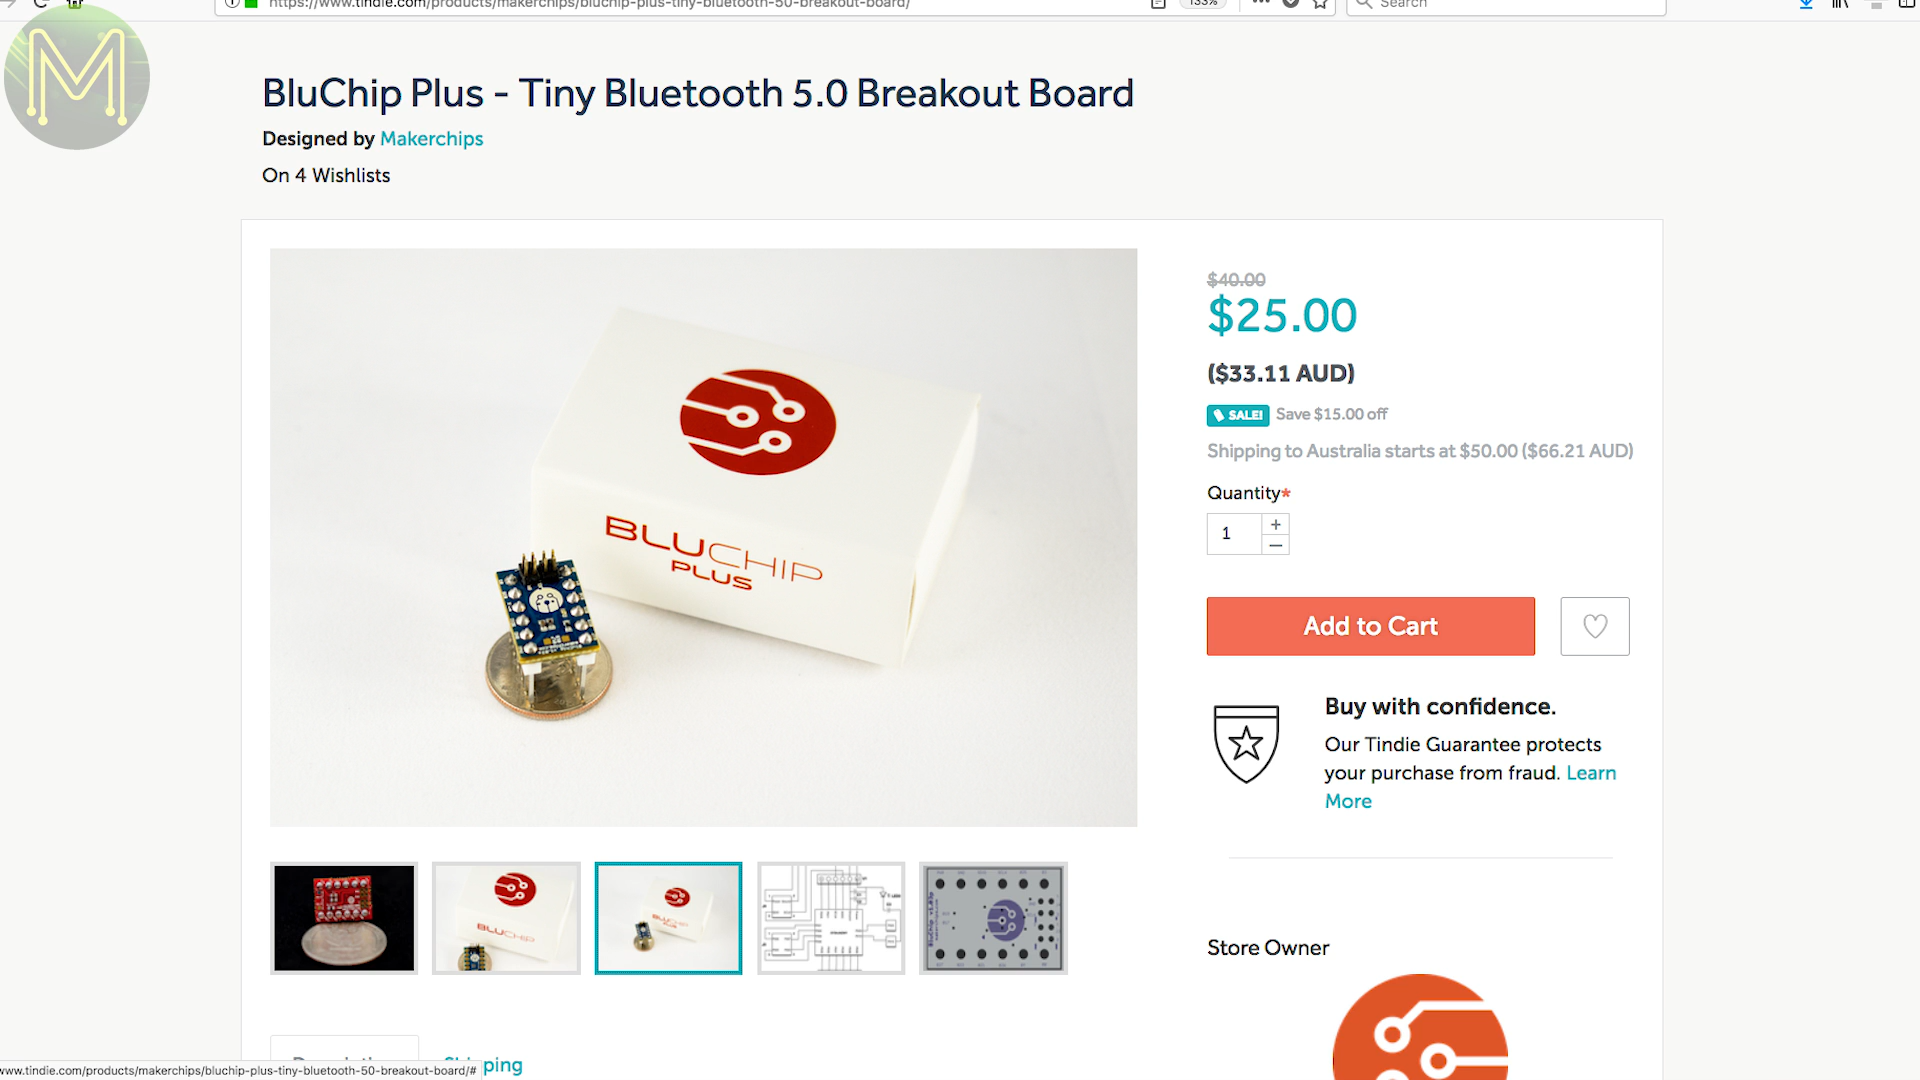 https://www.tindie.com/products/makerchips/bluchip-plus-tiny-bluetooth-50-breakout-board/
133%
Search
M
BluChip Plus - Tiny Bluetooth 5.0 Breakout Board
Designed by Makerchips
On 4 Wishlists
$40.00
$25.00
($33.11 AUD)
SALE! Save $15.00 off
Shipping to Australia starts at $50.00 ($66.21 AUD)
Quantity*
1
+
−
Add to Cart
BLUCHIP
PLUS
Buy with confidence.
Our Tindie Guarantee protects
your purchase from fraud. Learn
More
BLUCHIP
Store Owner
Description
Shipping
www.tindie.com/products/makerchips/bluchip-plus-tiny-bluetooth-50-breakout-board/#